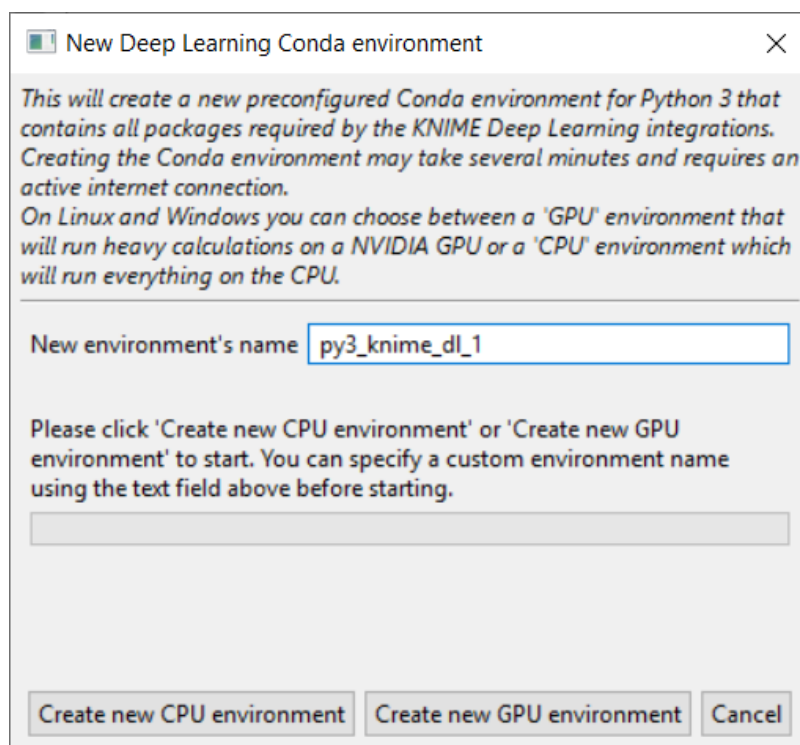 New Deep Learning Conda environment
This will create a new preconfigured Conda environment for Python 3 that
contains all packages required by the KNIME Deep Learning integrations.
Creating the Conda environment may take several minutes and requires an
active internet connection.
On Linux and Windows you can choose between a 'GPU' environment that
will run heavy calculations on a NVIDIA GPU or a 'CPU' environment which
will run everything on the CPU.
New environment's name py3_knime_dl_1
Please click 'Create new CPU environment' or 'Create new GPU
environment' to start. You can specify a custom environment name
using the text field above before starting.
Create new CPU environment Create new GPU environment Cancel